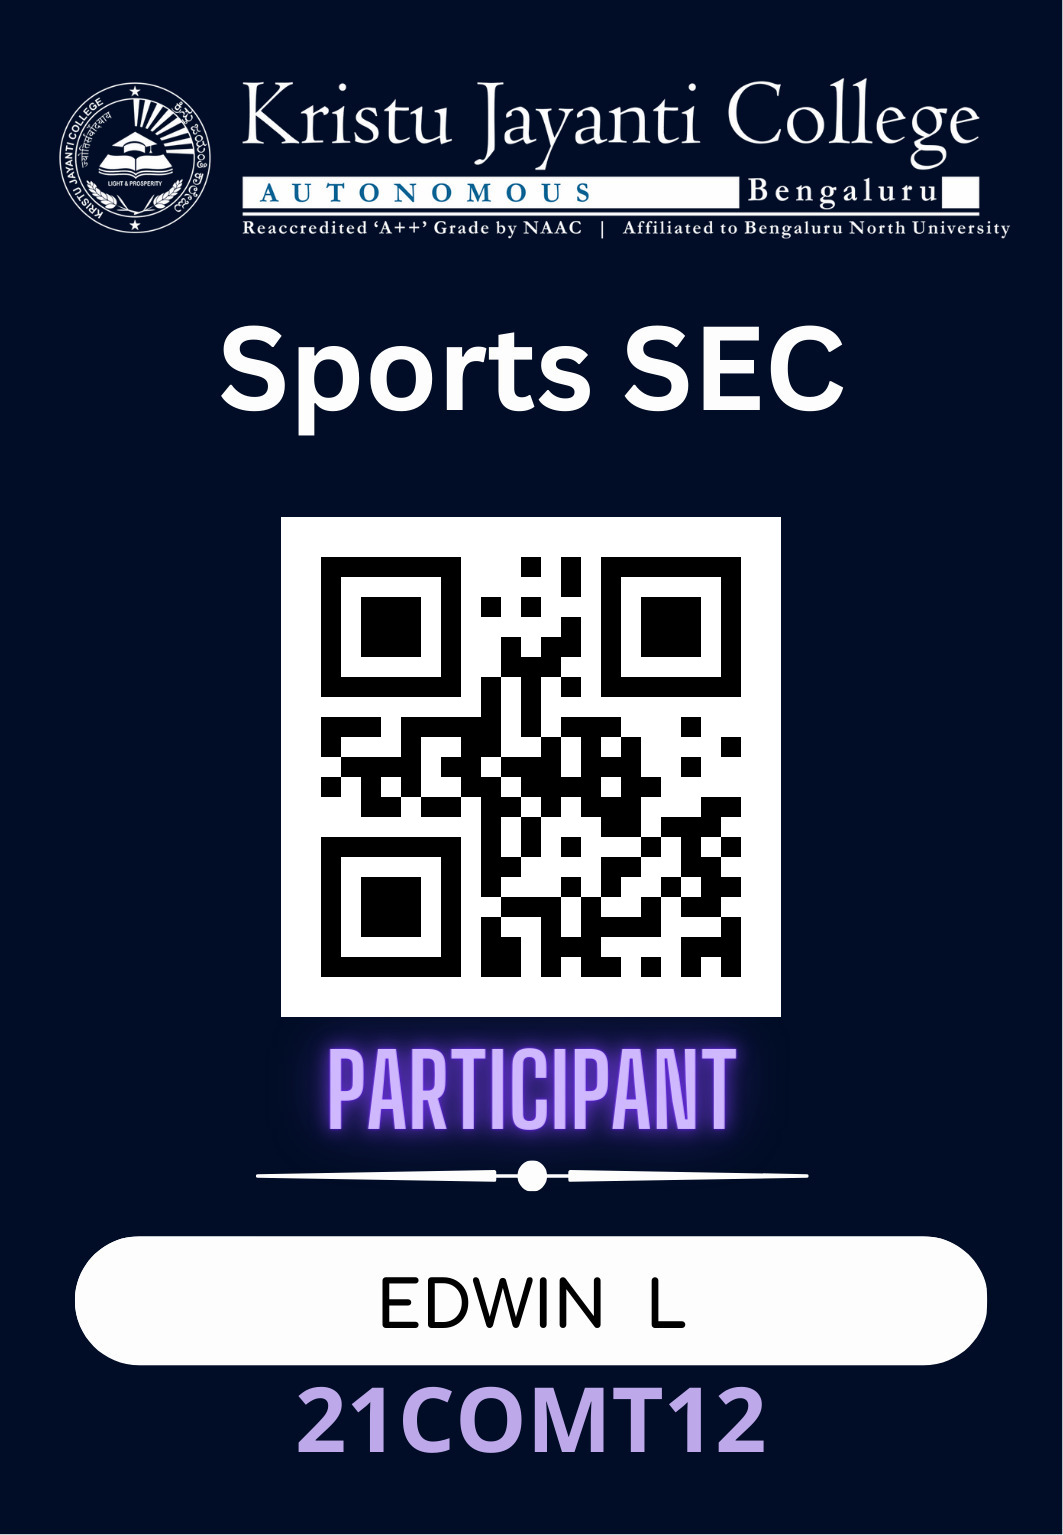 KRISTU JAYANTI COLLEGE
ज्योतिसंवादयाय
LIGHT & PROSPERITY
Kristu Jayanti College
AUTONOMOUS Bengaluru
Reaccredited ‘A++’ Grade by NAAC | Affiliated to Bengaluru North University
Sports SEC
PARTICIPANT
EDWIN L
21COMT12